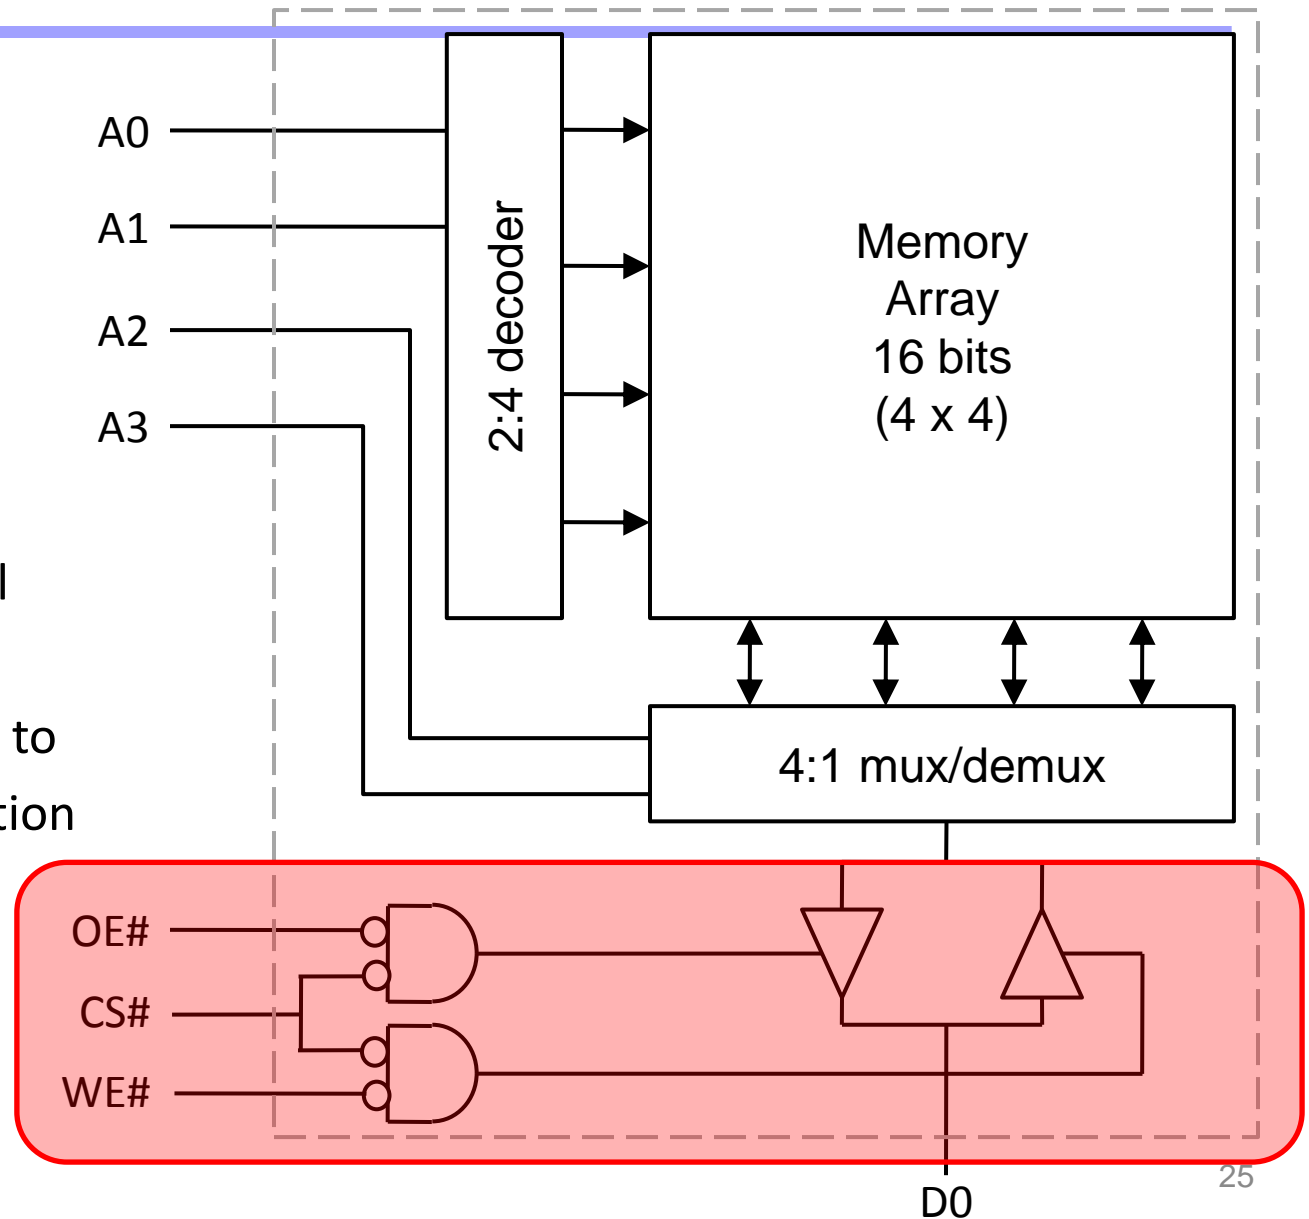 A0
A1
A2
A3
2:4 decoder
Memory
Array
16 bits
(4 x 4)
to
4:1 mux/demux
OE#
CS#
WE#
D0
25